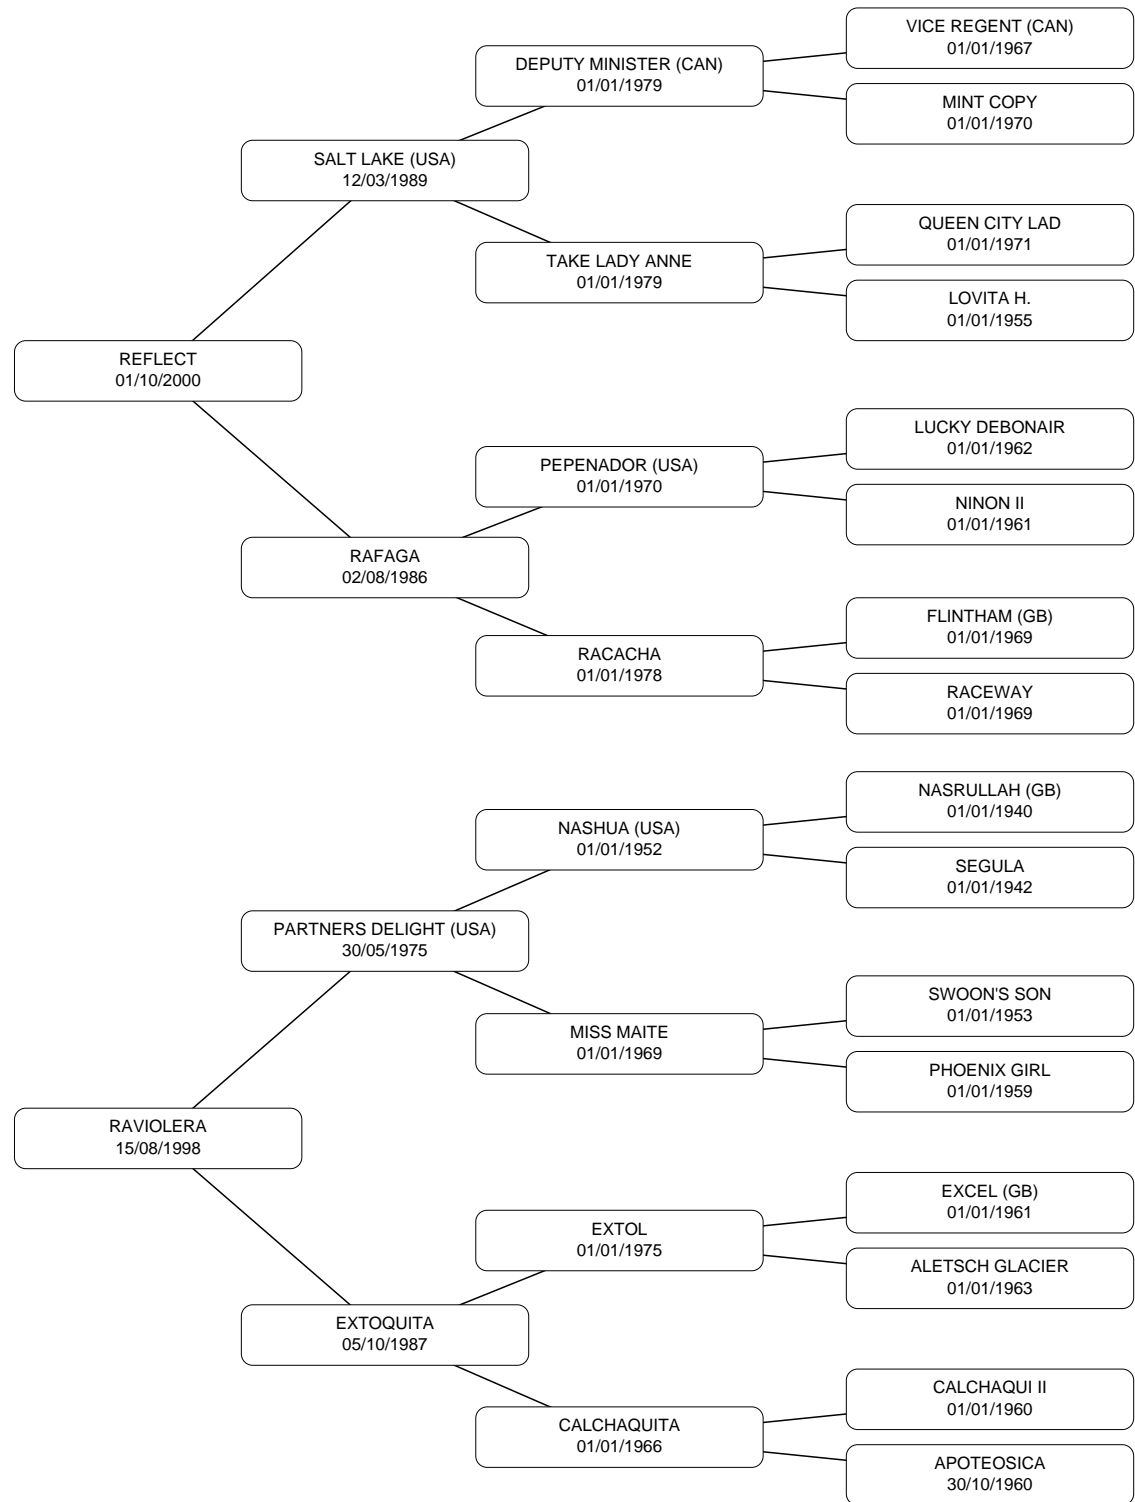 VICE REGENT (CAN)
01/01/1967
DEPUTY MINISTER (CAN)
01/01/1979
MINT COPY
01/01/1970
SALT LAKE (USA)
12/03/1989
QUEEN CITY LAD
01/01/1971
TAKE LADY ANNE
01/01/1979
LOVITA H.
01/01/1955
REFLECT
01/10/2000
LUCKY DEBONAIR
01/01/1962
PEPENADOR (USA)
01/01/1970
NINON II
01/01/1961
RAFAGA
02/08/1986
FLINTHAM (GB)
01/01/1969
RACACHA
01/01/1978
RACEWAY
01/01/1969
NASRULLAH (GB)
01/01/1940
NASHUA (USA)
01/01/1952
SEGULA
01/01/1942
PARTNERS DELIGHT (USA)
30/05/1975
SWOON'S SON
01/01/1953
MISS MAITE
01/01/1969
PHOENIX GIRL
01/01/1959
RAVIOLERA
15/08/1998
EXCEL (GB)
01/01/1961
EXTOL
01/01/1975
ALETSCH GLACIER
01/01/1963
EXTOQUITA
05/10/1987
CALCHAQUI II
01/01/1960
CALCHAQUITA
01/01/1966
APOTEOSICA
30/10/1960